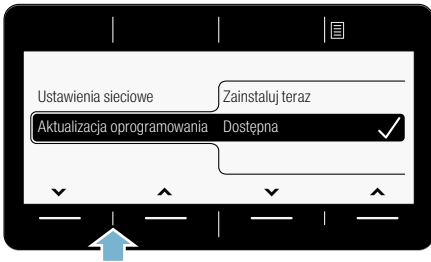 Ustawienia sieciowe
Zainstaluj teraz
Aktualizacja oprogramowania
Dostępna